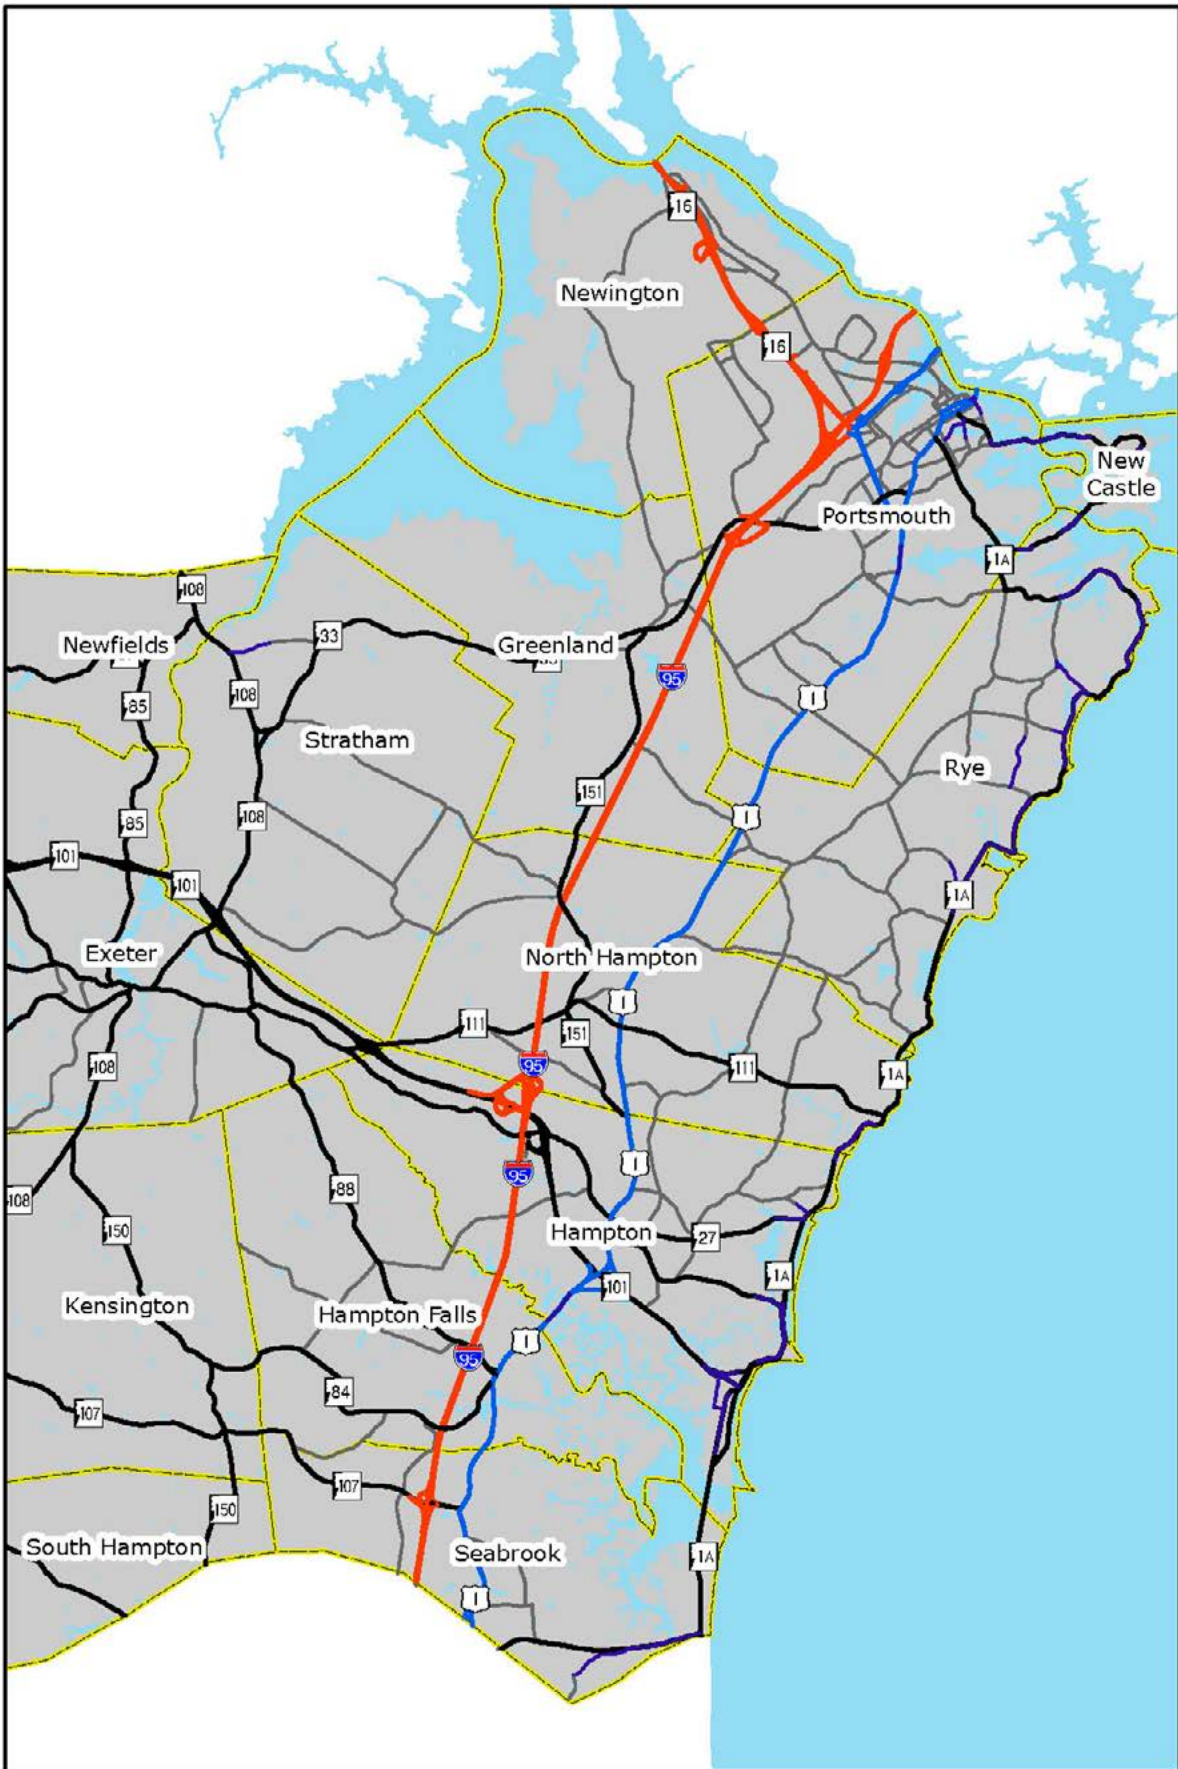 16
Newington
16
New
Castle
Portsmouth
1A
108
33
Newfields
Greenland
95
108
1
85
Stratham
Rye
151
108
1
85
101
101
1A
Exeter
North Hampton
1
111
151
95
108
111
1A
1
95
88
108
150
Hampton
27
1A
101
Kensington
Hampton Falls
1
95
84
107
107
150
South Hampton
Seabrook
1A
1